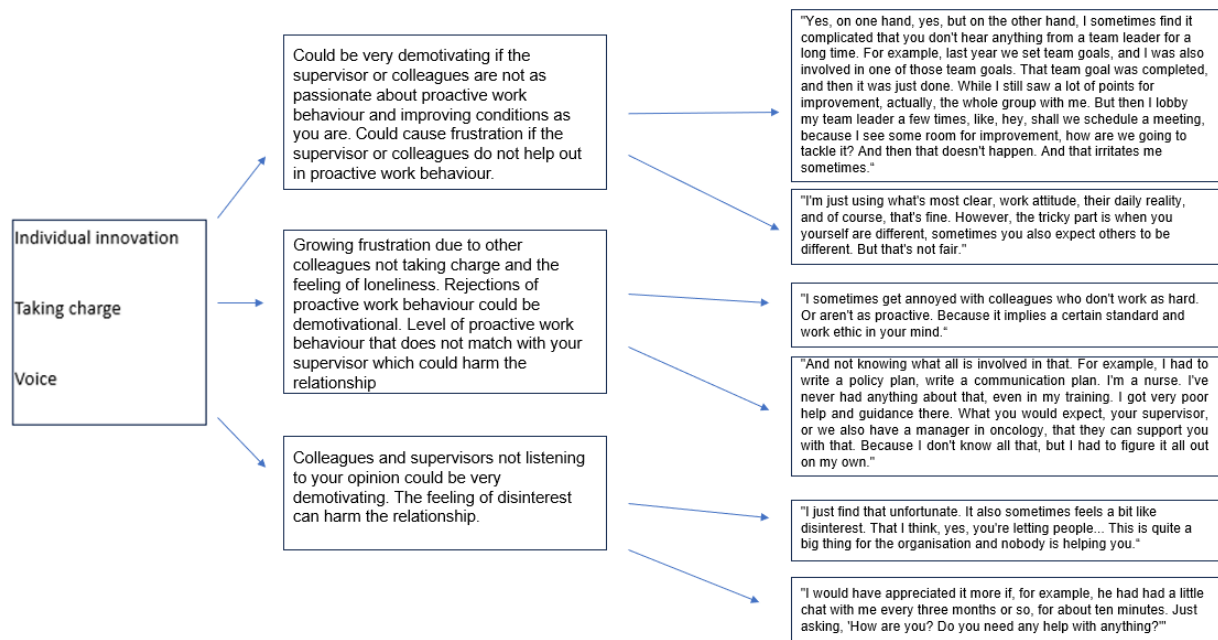 Individual innovation
Taking charge
Voice
Could be very demotivating if the
supervisor or colleagues are not as
passionate about proactive work
behaviour and improving conditions as
you are. Could cause frustration if the
supervisor or colleagues do not help out
in proactive work behaviour.
Growing frustration due to other
colleagues not taking charge and the
feeling of loneliness. Rejections of
proactive work behaviour could be
demotivational. Level of proactive work
behaviour that does not match with your
supervisor which could harm the
relationship
Colleagues and supervisors not listening
to your opinion could be very
demotivating. The feeling of disinterest
can harm the relationship.
"Yes, on one hand, yes, but on the other hand, I sometimes find it
complicated that you don't hear anything from a team leader for a
long time. For example, last year we set team goals, and I was also
involved in one of those team goals. That team goal was completed,
and then it was just done. While I still saw a lot of points for
improvement, actually, the whole group with me. But then I lobby
my team leader a few times, like, hey, shall we schedule a meeting,
because I see some room for improvement, how are we going to
tackle it? And then that doesn't happen. And that irritates me
sometimes.“
"I'm just using what's most clear, work attitude, their daily reality,
and of course, that's fine. However, the tricky part is when you
yourself are different, sometimes you also expect others to be
different. But that's not fair."
"I sometimes get annoyed with colleagues who don't work as hard.
Or aren't as proactive. Because it implies a certain standard and
work ethic in your mind.“
"And not knowing what all is involved in that. For example, I had to
write a policy plan, write a communication plan. I'm a nurse. I've
never had anything about that, even in my training. I got very poor
help and guidance there. What you would expect, your supervisor,
or we also have a manager in oncology, that they can support you
with that. Because I don't know all that, but I had to figure it all out
on my own."
"I just find that unfortunate. It also sometimes feels a bit like
disinterest. That I think, yes, you're letting people... This is quite a
big thing for the organisation and nobody is helping you.“
"I would have appreciated it more if, for example, he had had a little
chat with me every three months or so, for about ten minutes. Just
asking, 'How are you? Do you need any help with anything?'"